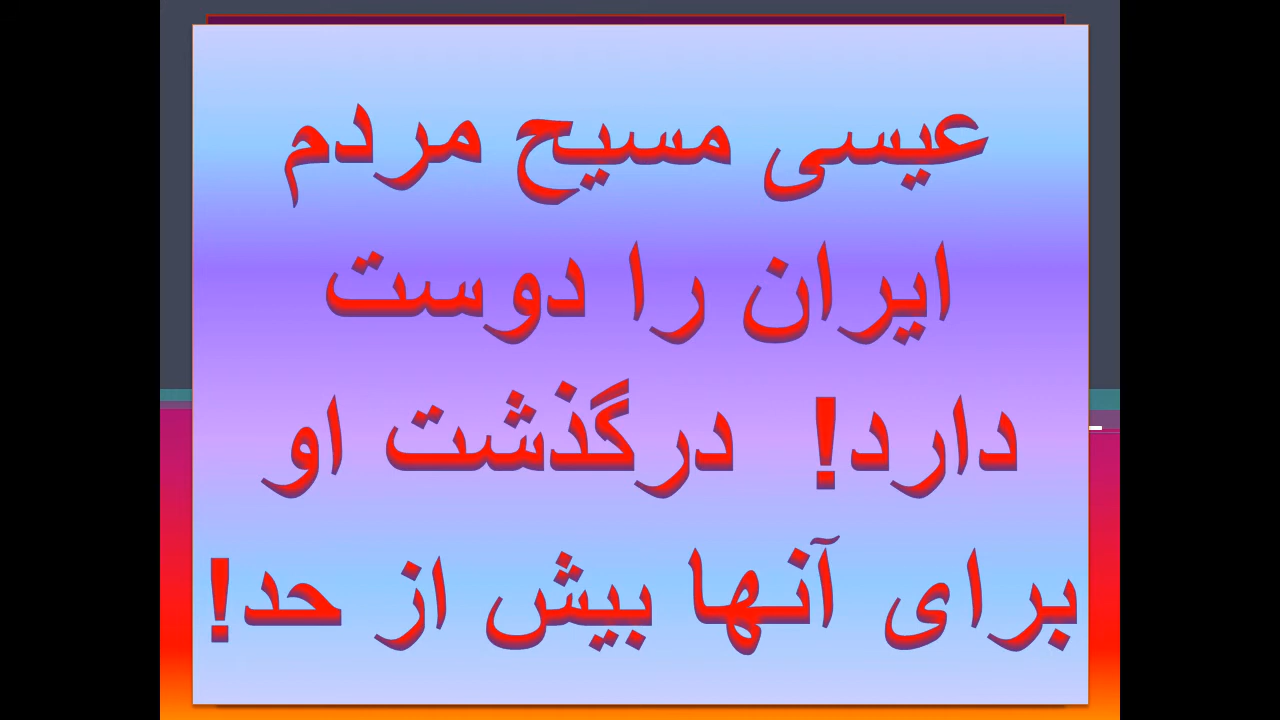 عیسی مسیح مردم
ایران را دوست
دارد! درگذشت او
برای آنها بیش از حد!